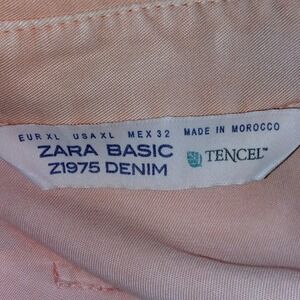 EUR XL USA XL MEX 32 MADE IN MOROCCO
ZARA BASIC
Z1975 DENIM
TENCEL™